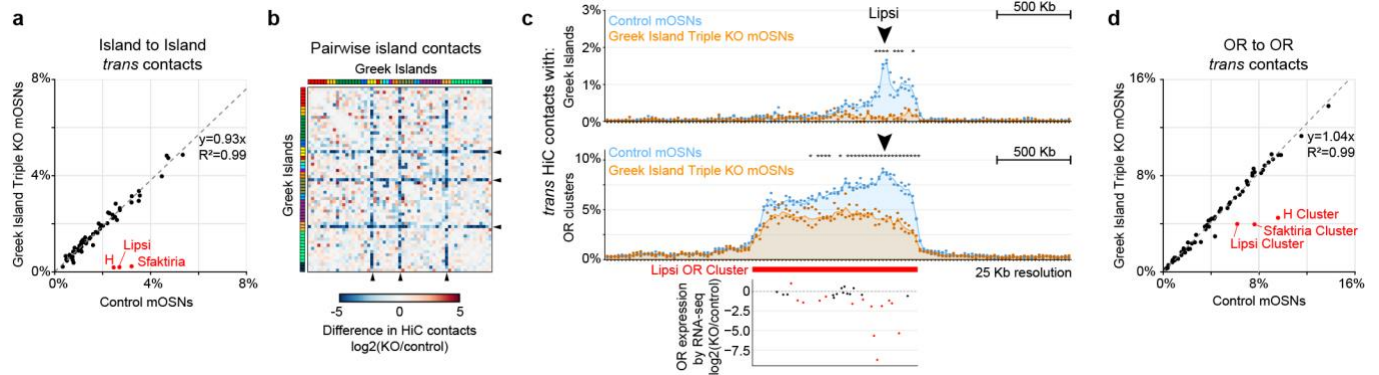 a
Island to Island
trans contacts
8%
4%
0%
0%
4%
8%
Greek Island Triple KO mOSNs
Control mOSNs
y=0.93x
R²=0.99
H
Lipsi
Sfaktiria
b
Pairwise island contacts
Greek Islands
Greek Islands
-5
0
5
Difference in HiC contacts
log2(KO/control)
c
trans HiC contacts with:
Greek Islands
3%
2%
1%
0%
Control mOSNs
Greek Island Triple KO mOSNs
Lipsi
500 Kb
OR clusters
10%
5%
0%
Control mOSNs
Greek Island Triple KO mOSNs
500 Kb
Lipsi OR Cluster
25 Kb resolution
OR expression
by RNA-seq
log2(KO/control)
0
−2.5
−5.0
−7.5
d
OR to OR
trans contacts
16%
8%
0%
0%
8%
16%
Greek Island Triple KO mOSNs
Control mOSNs
y=1.04x
R²=0.99
H Cluster
Sfaktiria Cluster
Lipsi Cluster